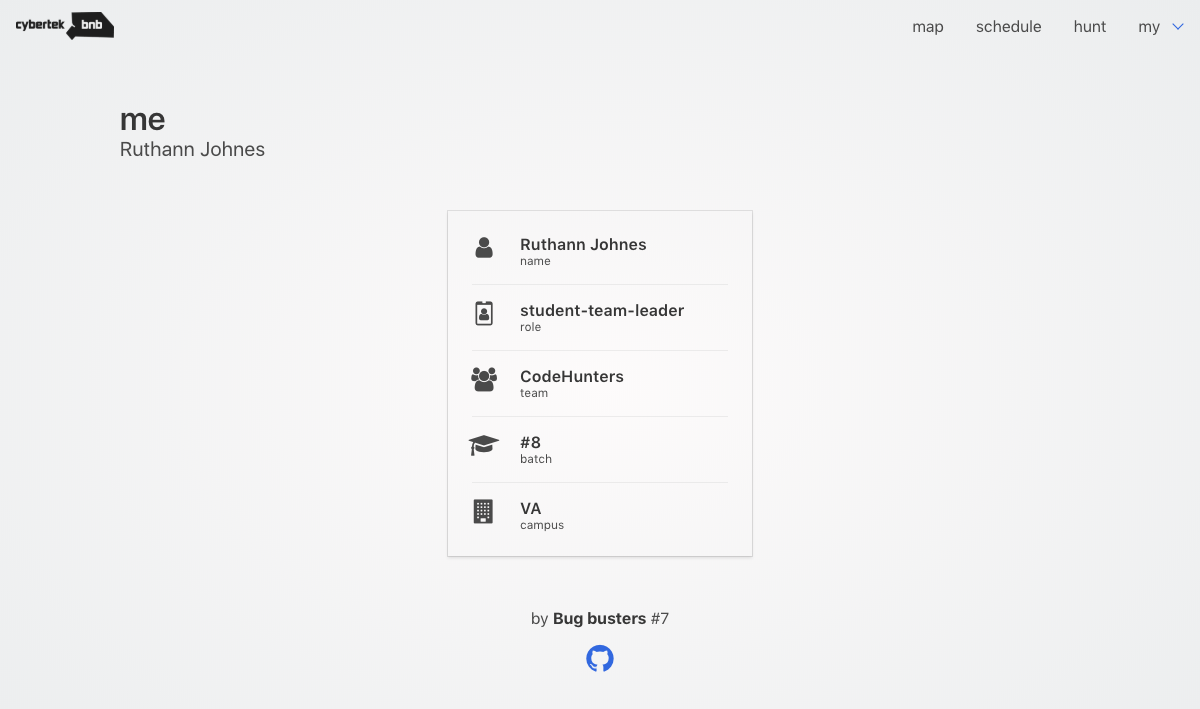 cybertek bnb
map schedule hunt my
me
Ruthann Johnes
Ruthann Johnes
name
student-team-leader
role
CodeHunters
team
#8
batch
VA
campus
by Bug busters #7